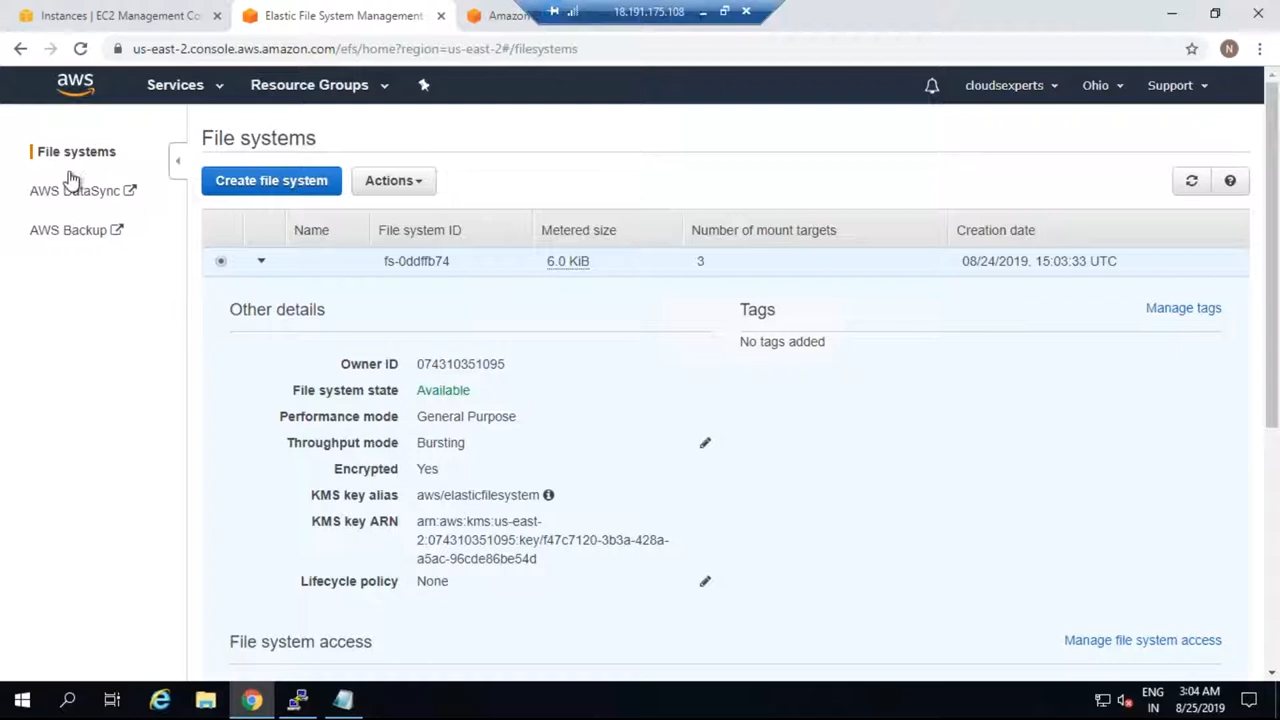 Instances | EC2 Management Co
Elastic File System Management
Amazon
18.191.175.108
us-east-2.console.aws.amazon.com/efs/home?region=us-east-2#/filesystems
N
aws
Services
Resource Groups
cloudsexperts
Ohio
Support
File systems
AWS DataSync
AWS Backup
File systems
Create file system
Actions
Name
File system ID
Metered size
Number of mount targets
Creation date
fs-0ddffb74
6.0 KiB
3
08/24/2019, 15:03:33 UTC
Other details
Tags
Manage tags
No tags added
Owner ID 074310351095
File system state Available
Performance mode General Purpose
Throughput mode Bursting
Encrypted Yes
KMS key alias aws/elasticfilesystem
KMS key ARN arn:aws:kms:us-east-
2:074310351095:key/f47c7120-3b3a-428a-
a5ac-96cde86be54d
Lifecycle policy None
File system access
Manage file system access
ENG
IN
3:04 AM
8/25/2019